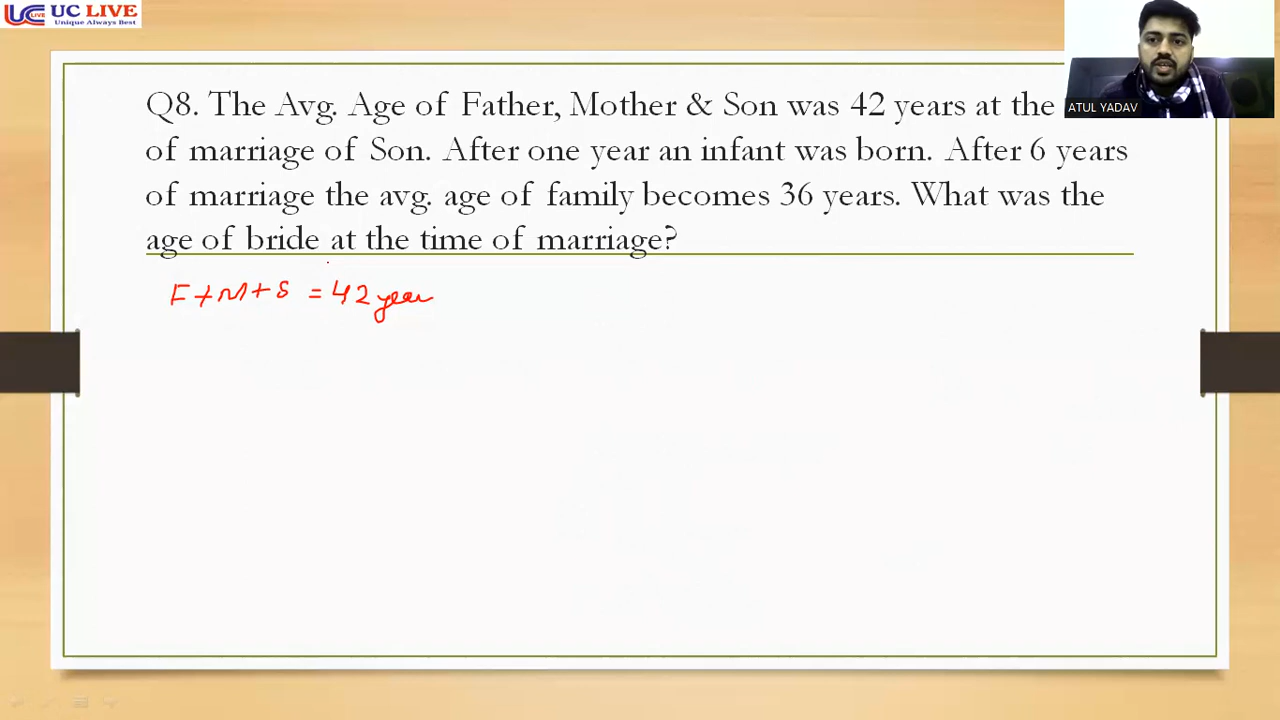 UC LIVE
Unique Always Best
ATUL YADAV
Q8. The Avg. Age of Father, Mother & Son was 42 years at the
of marriage of Son. After one year an infant was born. After 6 years
of marriage the avg. age of family becomes 36 years. What was the
age of bride at the time of marriage?
F+M+S = 42 year